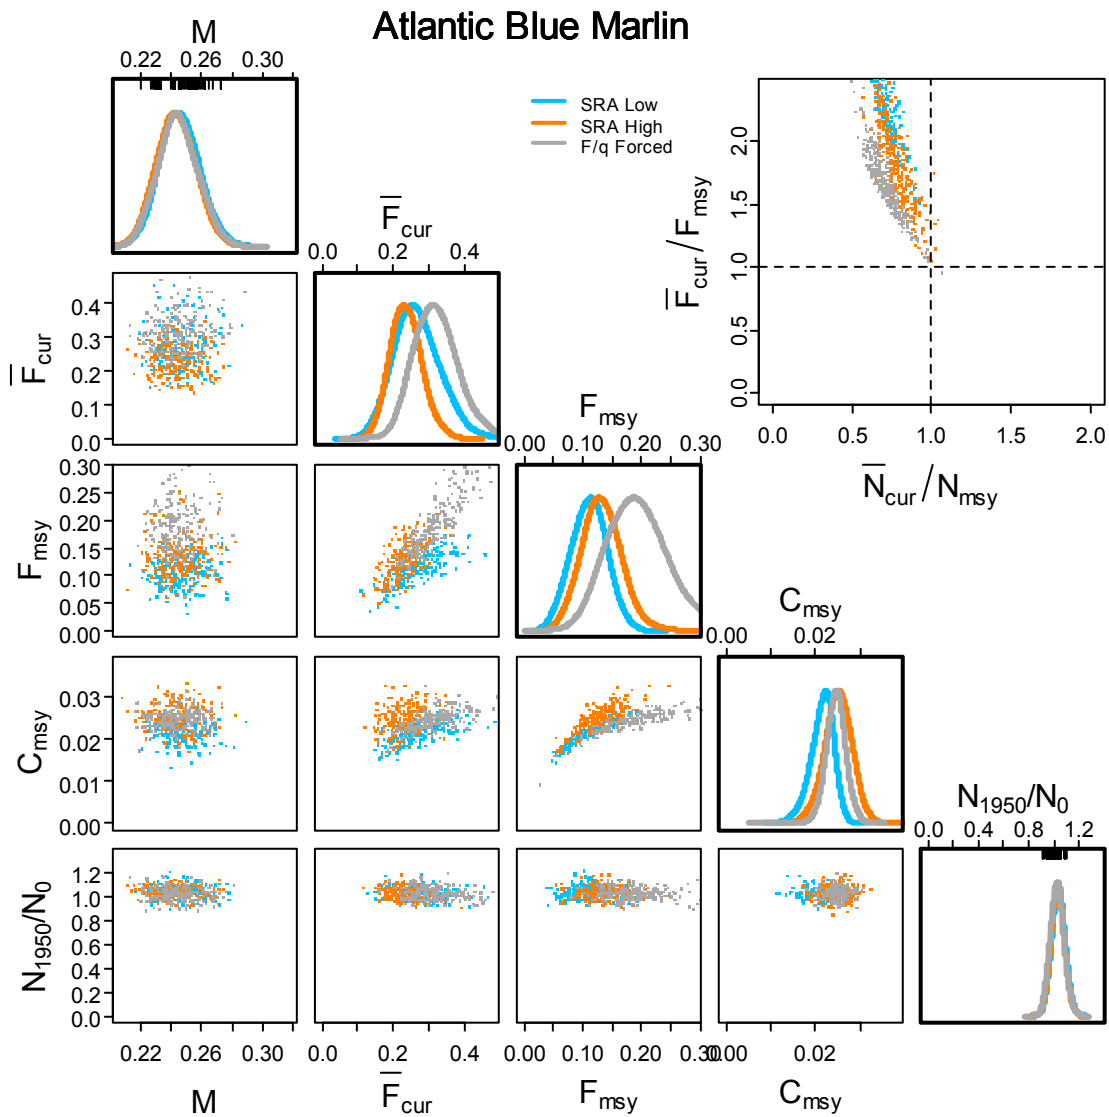 Atlantic Blue Marlin
M
0.22 0.26 0.30
SRA Low
SRA High
F/q Forced
2.0
1.5
1.0
0.5
0.0
F̅cur / Fmsy
0.0 0.5 1.0 1.5 2.0
N̅cur / Nmsy
F̅cur
0.0 0.2 0.4
F̅cur
0.4
0.3
0.2
0.1
0.0
Fmsy
0.00 0.10 0.20 0.30
Fmsy
0.30
0.25
0.20
0.15
0.10
0.05
0.00
Cmsy
0.00 0.02
Cmsy
0.03
0.02
0.01
0.00
N1950/N0
0.0 0.4 0.8 1.2
N1950/N0
1.2
1.0
0.8
0.6
0.4
0.2
0.0
0.22 0.26 0.30 0.0 0.2 0.4 0.00 0.10 0.20 0.30 0.00 0.02
M F̅cur Fmsy Cmsy